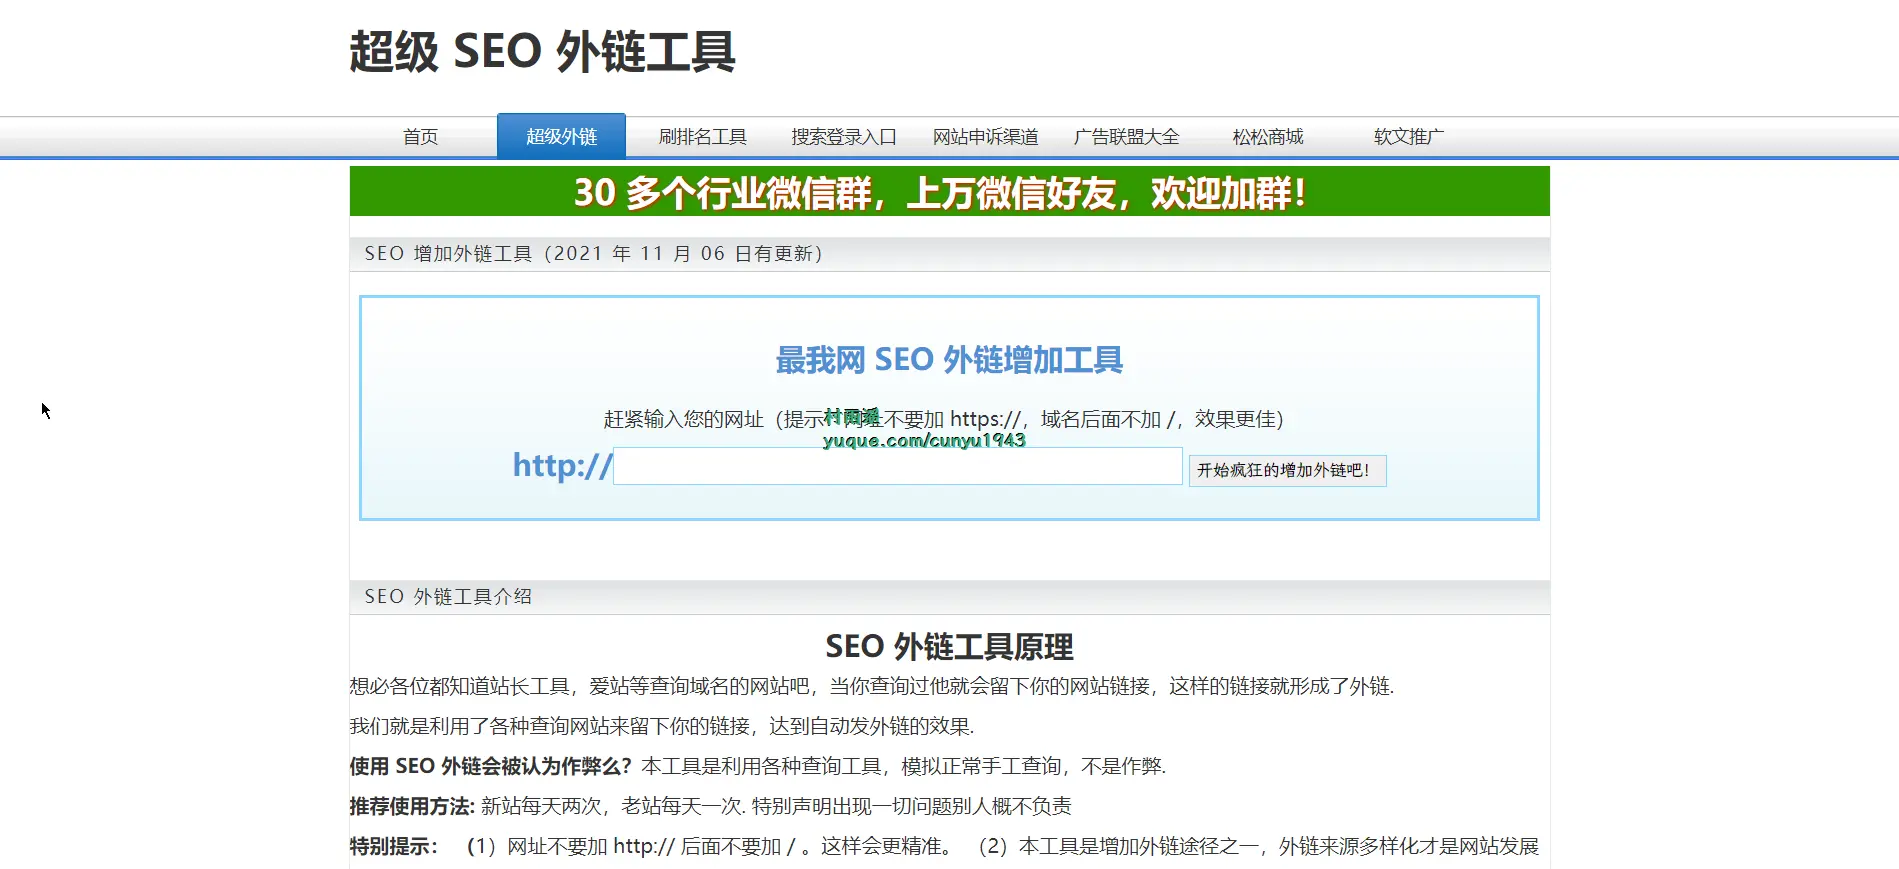 超级 SEO 外链工具
首页 超级外链 刷排名工具 搜索登录入口 网站申诉渠道 广告联盟大全 松松商城 软文推广
30 多个行业微信群，上万微信好友，欢迎加群！
SEO 增加外链工具（2021 年 11 月 06 日有更新）
最我网 SEO 外链增加工具
赶紧输入您的网址（提示：网址不要加 https://，域名后面不加 /，效果更佳）
村雨遥
yuque.com/cunyu1943
http:// 开始疯狂的增加外链吧！
SEO 外链工具介绍
SEO 外链工具原理
想必各位都知道站长工具，爱站等查询域名的网站吧，当你查询过他就会留下你的网站链接，这样的链接就形成了外链.
我们就是利用了各种查询网站来留下你的链接，达到自动发外链的效果.
使用 SEO 外链会被认为作弊么？本工具是利用各种查询工具，模拟正常手工查询，不是作弊.
推荐使用方法: 新站每天两次，老站每天一次. 特别声明出现一切问题别人概不负责
特别提示： （1）网址不要加 http:// 后面不要加 / 。这样会更精准。 （2）本工具是增加外链途径之一，外链来源多样化才是网站发展